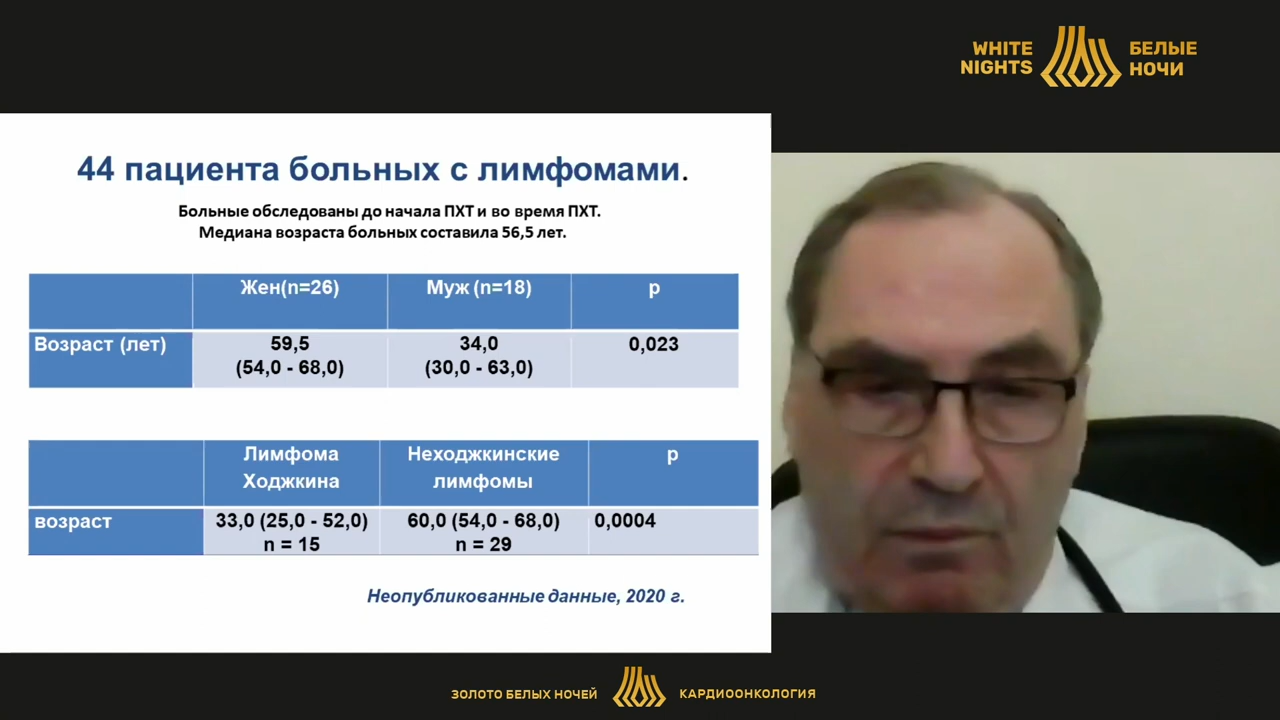 WHITE
NIGHTS
БЕЛЫЕ
НОЧИ
44 пациента больных с лимфомами.
Больные обследованы до начала ПХТ и во время ПХТ.
Медиана возраста больных составила 56,5 лет.
Жен(n=26) Муж (n=18) p
Возраст (лет) 59,5 34,0 0,023
(54,0 - 68,0) (30,0 - 63,0)
Лимфома Неходжкинские p
Ходжкина лимфомы
возраст 33,0 (25,0 - 52,0) 60,0 (54,0 - 68,0) 0,0004
n = 15 n = 29
Неопубликованные данные, 2020 г.
ЗОЛОТО БЕЛЫХ НОЧЕЙ КАРДИООНКОЛОГИЯ